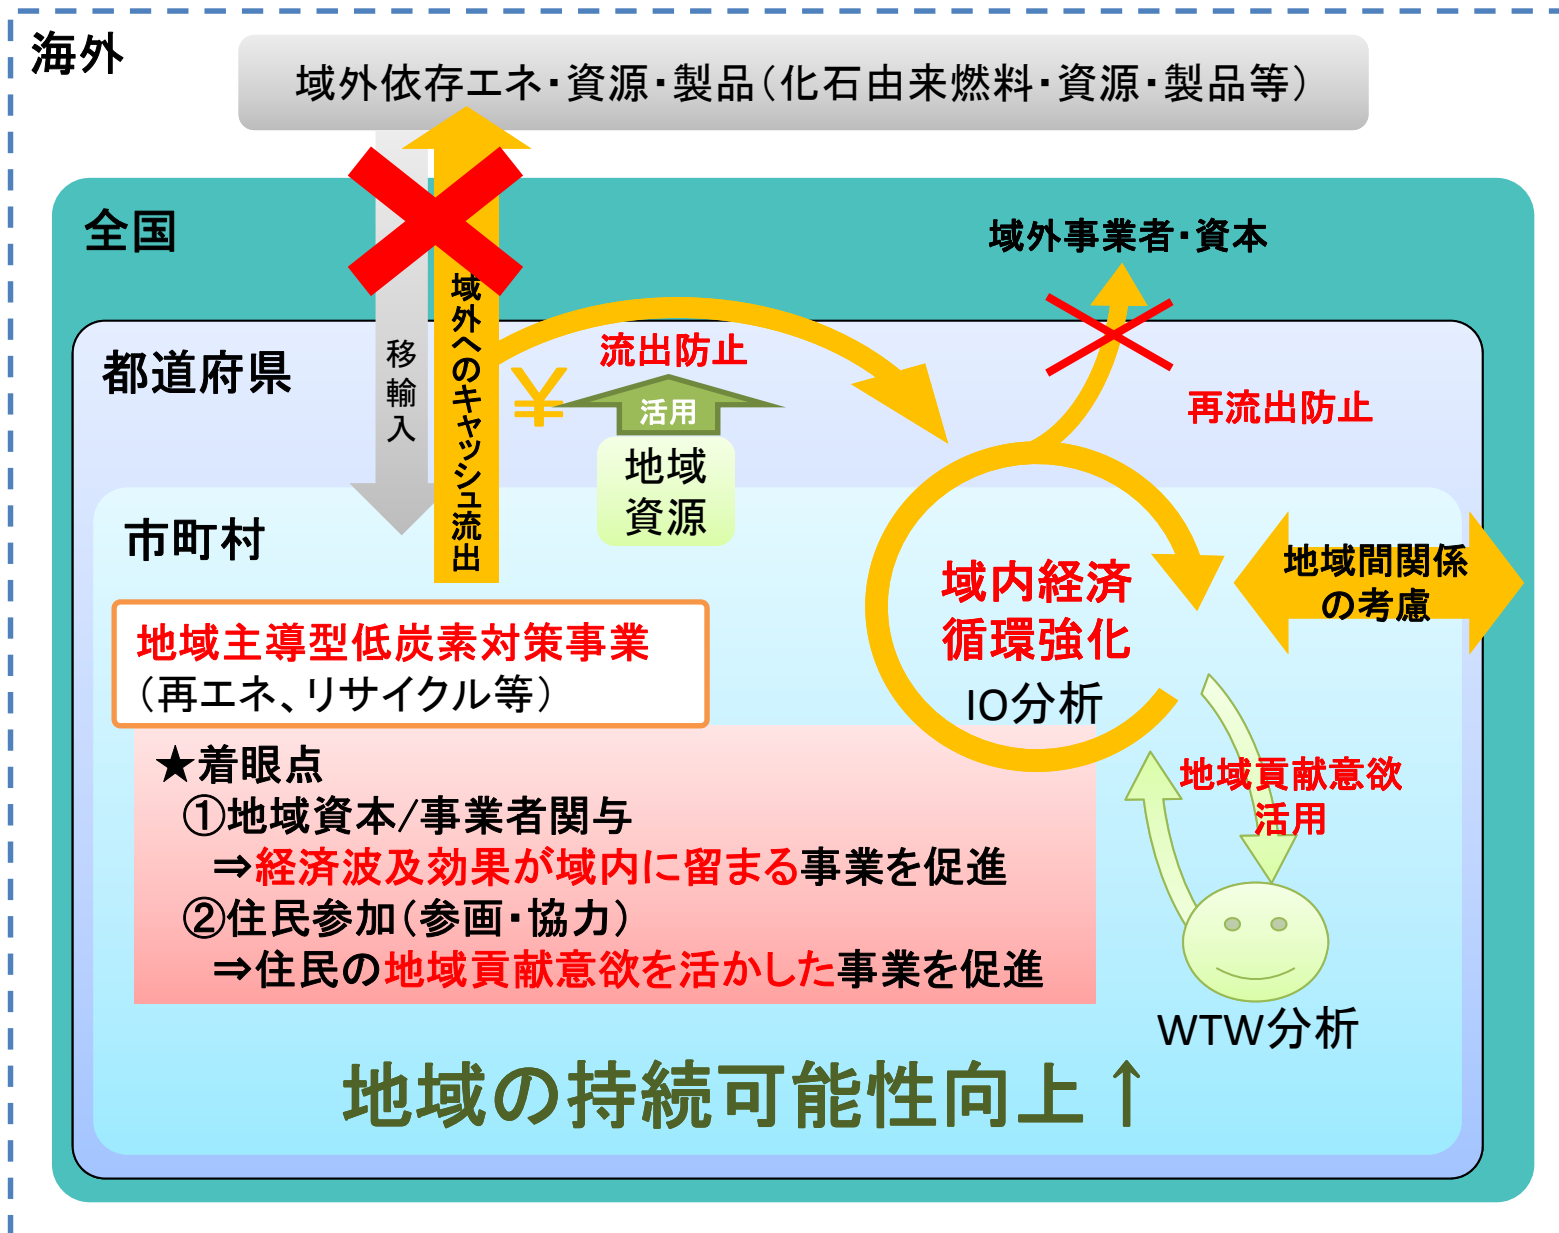 海外
域外依存エネ・資源・製品（化石由来燃料・資源・製品等）
全国
域外事業者・資本
域外へのキャッシュ流出
移輸入
都道府県
流出防止
¥
活用
地域
資源
再流出防止
市町村
地域間関係
の考慮
域内経済
循環強化
IO分析
地域主導型低炭素対策事業
（再エネ、リサイクル等）
★着眼点
①地域資本/事業者関与
⇒経済波及効果が域内に留まる事業を促進
②住民参加（参画・協力）
⇒住民の地域貢献意欲を活かした事業を促進
地域貢献意欲
活用
WTW分析
地域の持続可能性向上↑